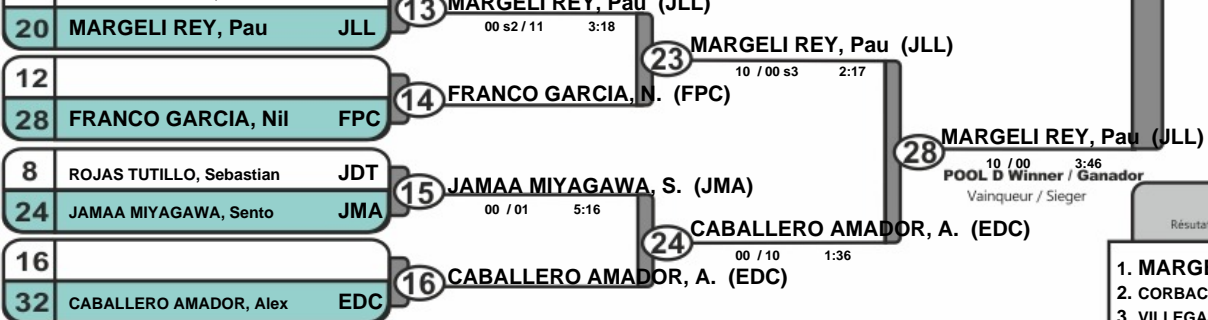 13 MARGELI REY, Pau (JLL)
20 MARGELI REY, Pau JLL
00 s2 / 11 3:18
23 MARGELI REY, Pau (JLL)
10 / 00 s3 2:17
12
14 FRANCO GARCIA, N. (FPC)
28 FRANCO GARCIA, Nil FPC
28 MARGELI REY, Pau (JLL)
10 / 00 3:46
POOL D Winner / Ganador
Vainqueur / Sieger
8 ROJAS TUTILLO, Sebastian JDT
15 JAMAA MIYAGAWA, S. (JMA)
24 JAMAA MIYAGAWA, Sento JMA
00 / 01 5:16
24 CABALLERO AMADOR, A. (EDC)
00 / 10 1:36
16
16 CABALLERO AMADOR, A. (EDC)
32 CABALLERO AMADOR, Alex EDC
Résutat
1. MARGE
2. CORBAC
3. VILLEGA